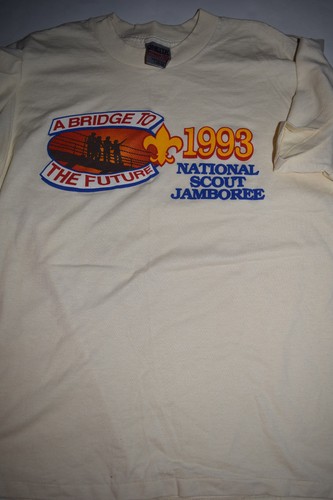 A BRIDGE TO
THE FUTURE
1993
NATIONAL
SCOUT
JAMBOREE